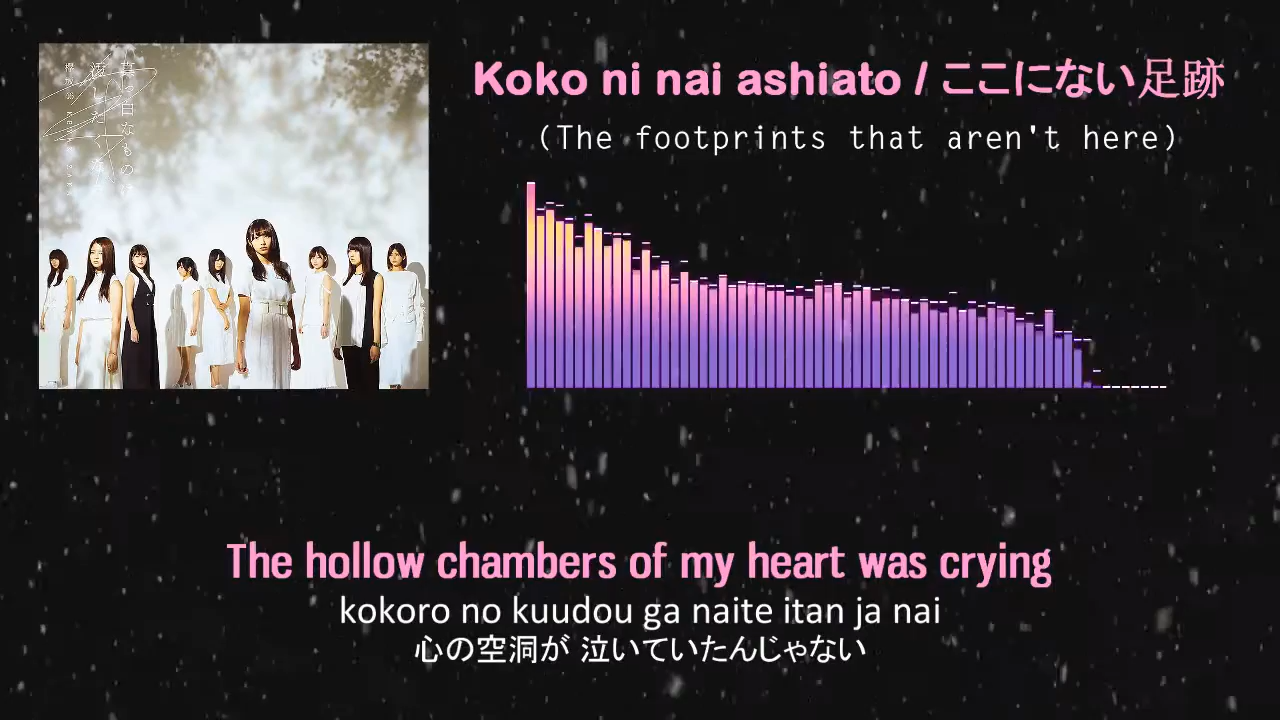 Koko ni nai ashiato / ここにない足跡
(The footprints that aren't here)
The hollow chambers of my heart was crying
kokoro no kuudou ga naite itan ja nai
心の空洞が 泣いていたんじゃない